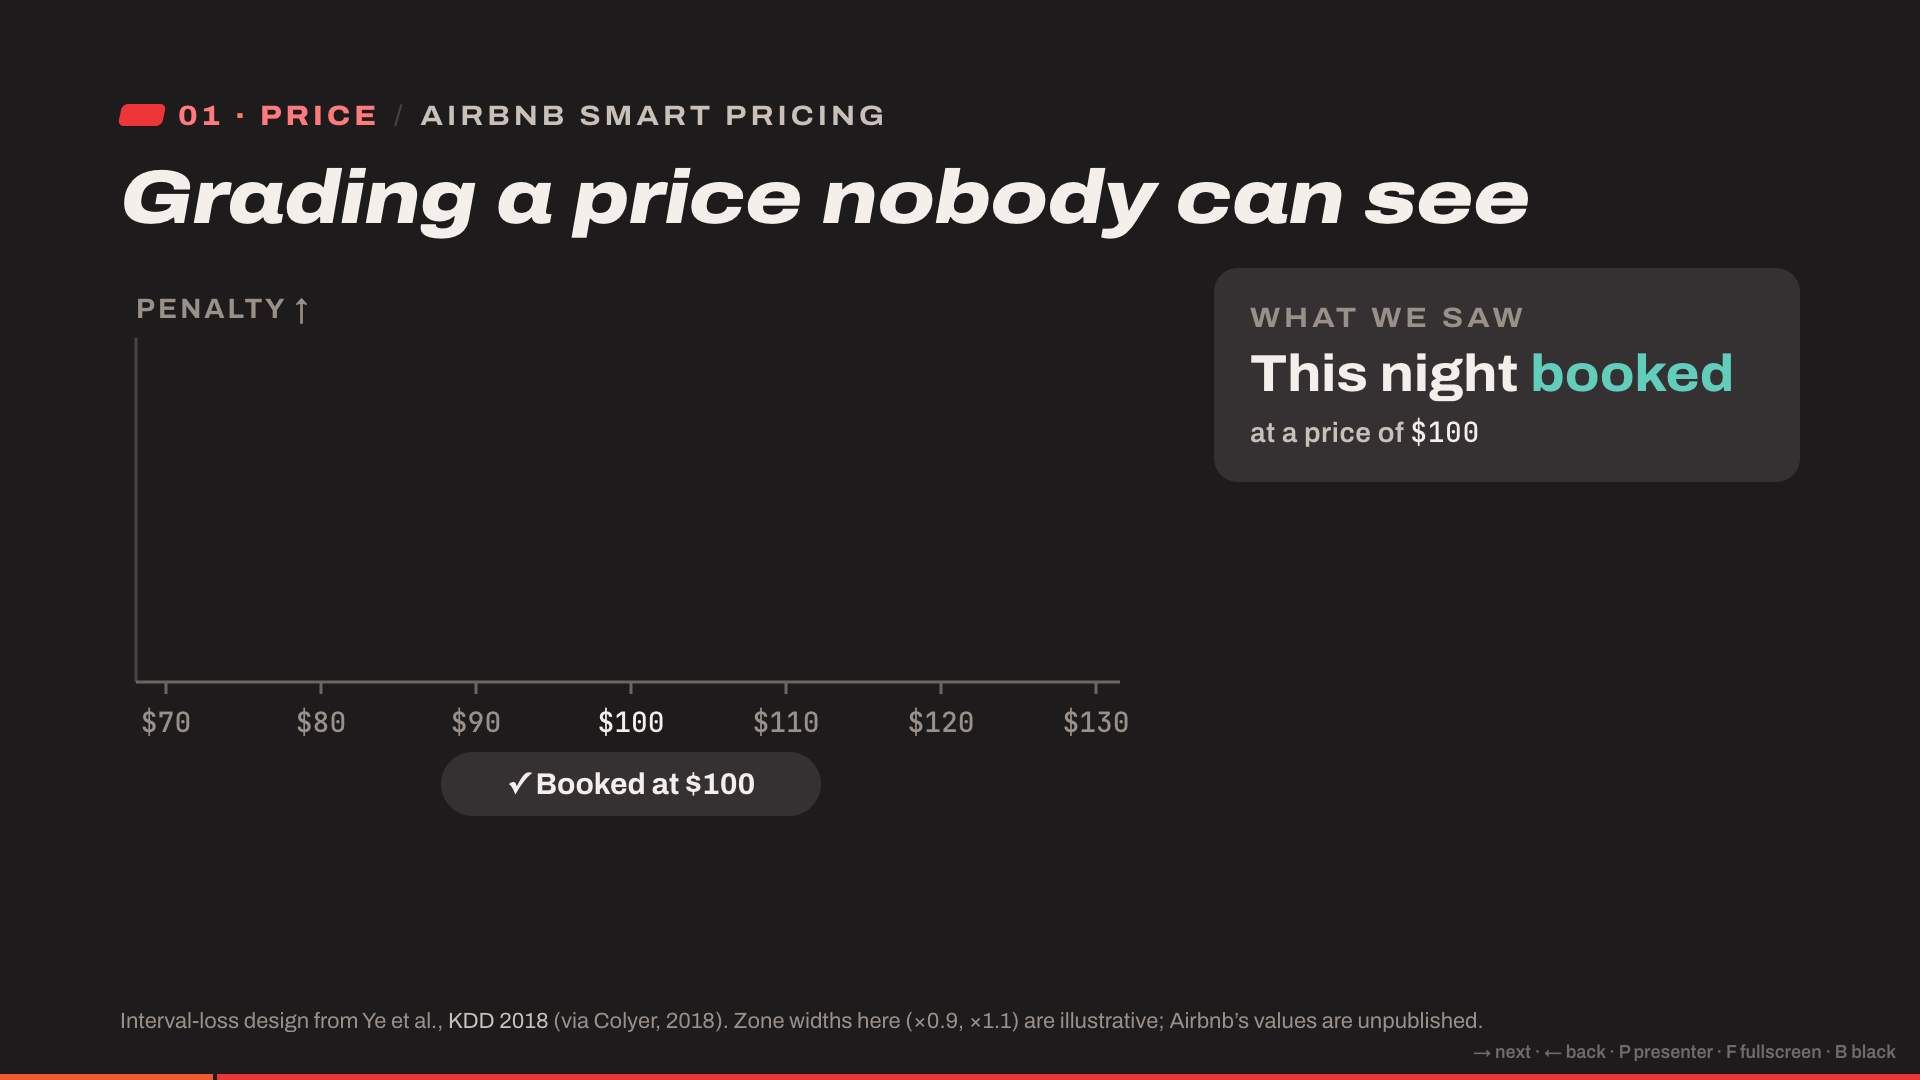 01 · PRICE / AIRBNB SMART PRICING
Grading a price nobody can see
PENALTY ↑
WHAT WE SAW
This night booked
at a price of $100
$70 $80 $90 $100 $110 $120 $130
✓ Booked at $100
Interval-loss design from Ye et al., KDD 2018 (via Colyer, 2018). Zone widths here (×0.9, ×1.1) are illustrative; Airbnb’s values are unpublished.
→ next · ← back · P presenter · F fullscreen · B black